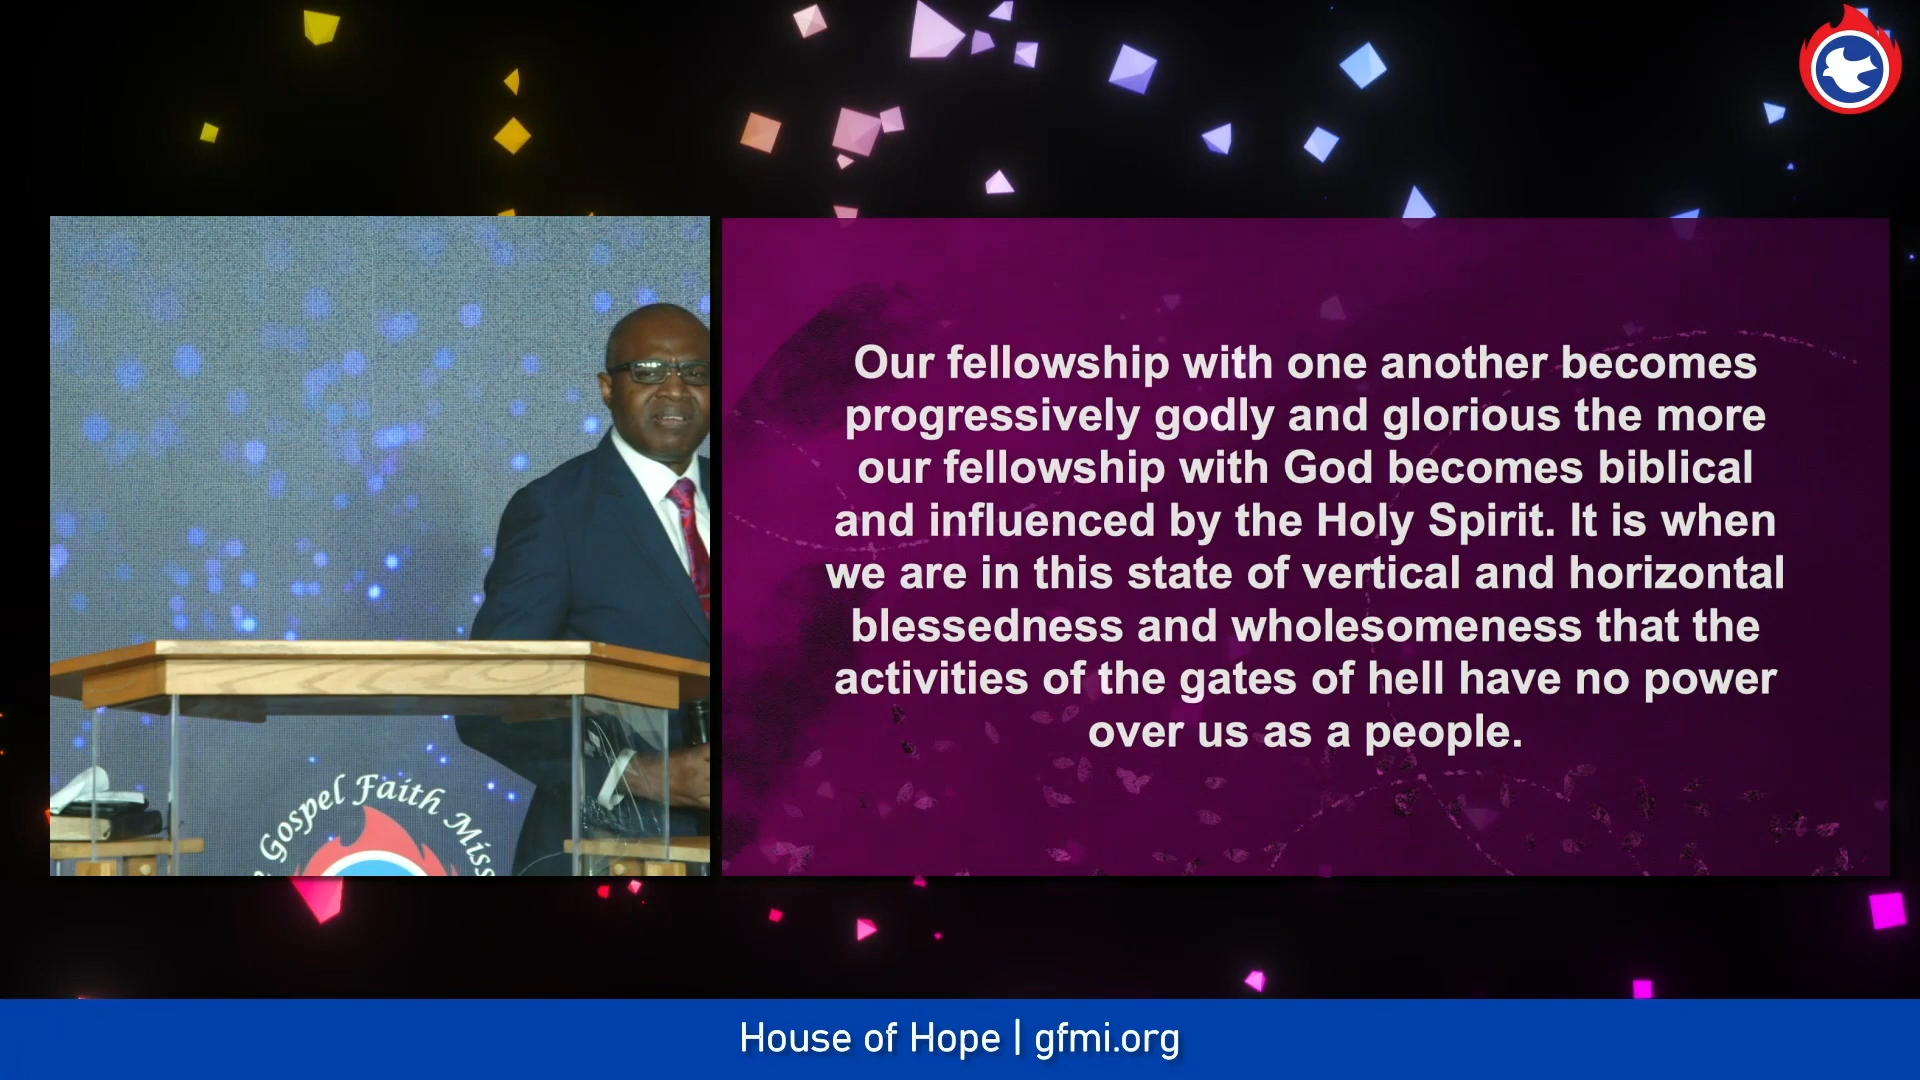 Our fellowship with one another becomes
progressively godly and glorious the more
our fellowship with God becomes biblical
and influenced by the Holy Spirit. It is when
we are in this state of vertical and horizontal
blessedness and wholesomeness that the
activities of the gates of hell have no power
over us as a people.
Gospel Faith Miss
House of Hope | gfmi.org